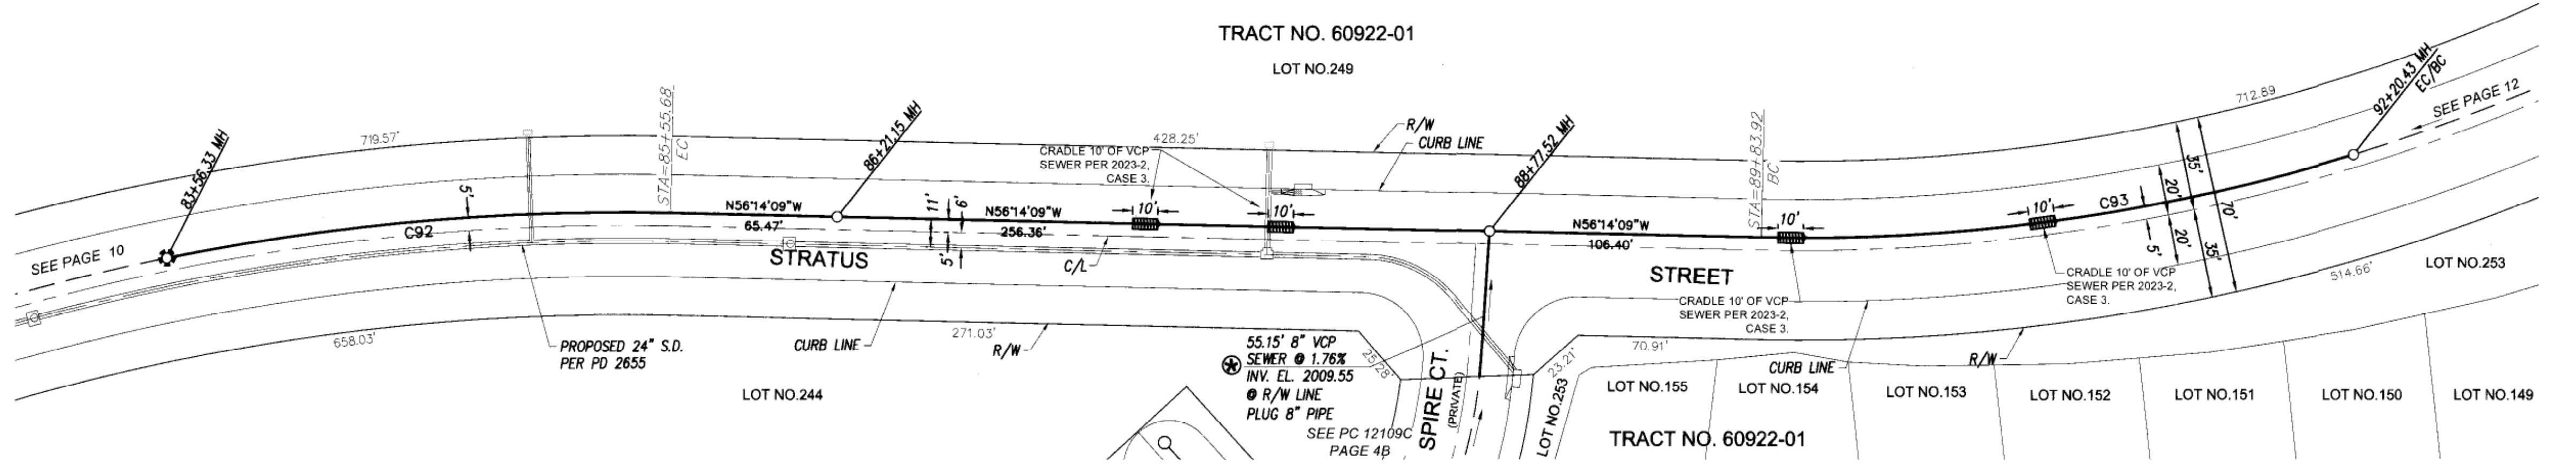 TRACT NO. 60922-01
LOT NO.249
SEE PAGE 10
83+56.33 MH
719.57'
C92
5'
STA=85+55.68
EC
N56°14'09"W
65.47'
86+21.15 MH
11'
6'
5'
N56°14'09"W
256.36'
CRADLE 10' OF VCP
SEWER PER 2023-2,
CASE 3.
428.25'
10'
10'
R/W
CURB LINE
88+77.52 MH
N56°14'09"W
106.40'
STA=89+83.92
BC
10'
10'
C93
712.89
35'
20'
70'
5'
20'
35'
92+20.43 MH
EC/BC
SEE PAGE 12
STRATUS
C/L
STREET
CRADLE 10' OF VCP
SEWER PER 2023-2,
CASE 3.
CRADLE 10' OF VCP
SEWER PER 2023-2,
CASE 3.
514.66'
LOT NO.253
658.03'
PROPOSED 24" S.D.
PER PD 2655
CURB LINE
271.03'
R/W
55.15' 8" VCP
SEWER @ 1.76%
INV. EL. 2009.55
@ R/W LINE
PLUG 8" PIPE
SEE PC 12109C
PAGE 4B
25.28'
SPIRE CT.
(PRIVATE)
23.21'
LOT NO.253
70.91'
CURB LINE
R/W
LOT NO.244
LOT NO.155
LOT NO.154
LOT NO.153
LOT NO.152
LOT NO.151
LOT NO.150
LOT NO.149
TRACT NO. 60922-01